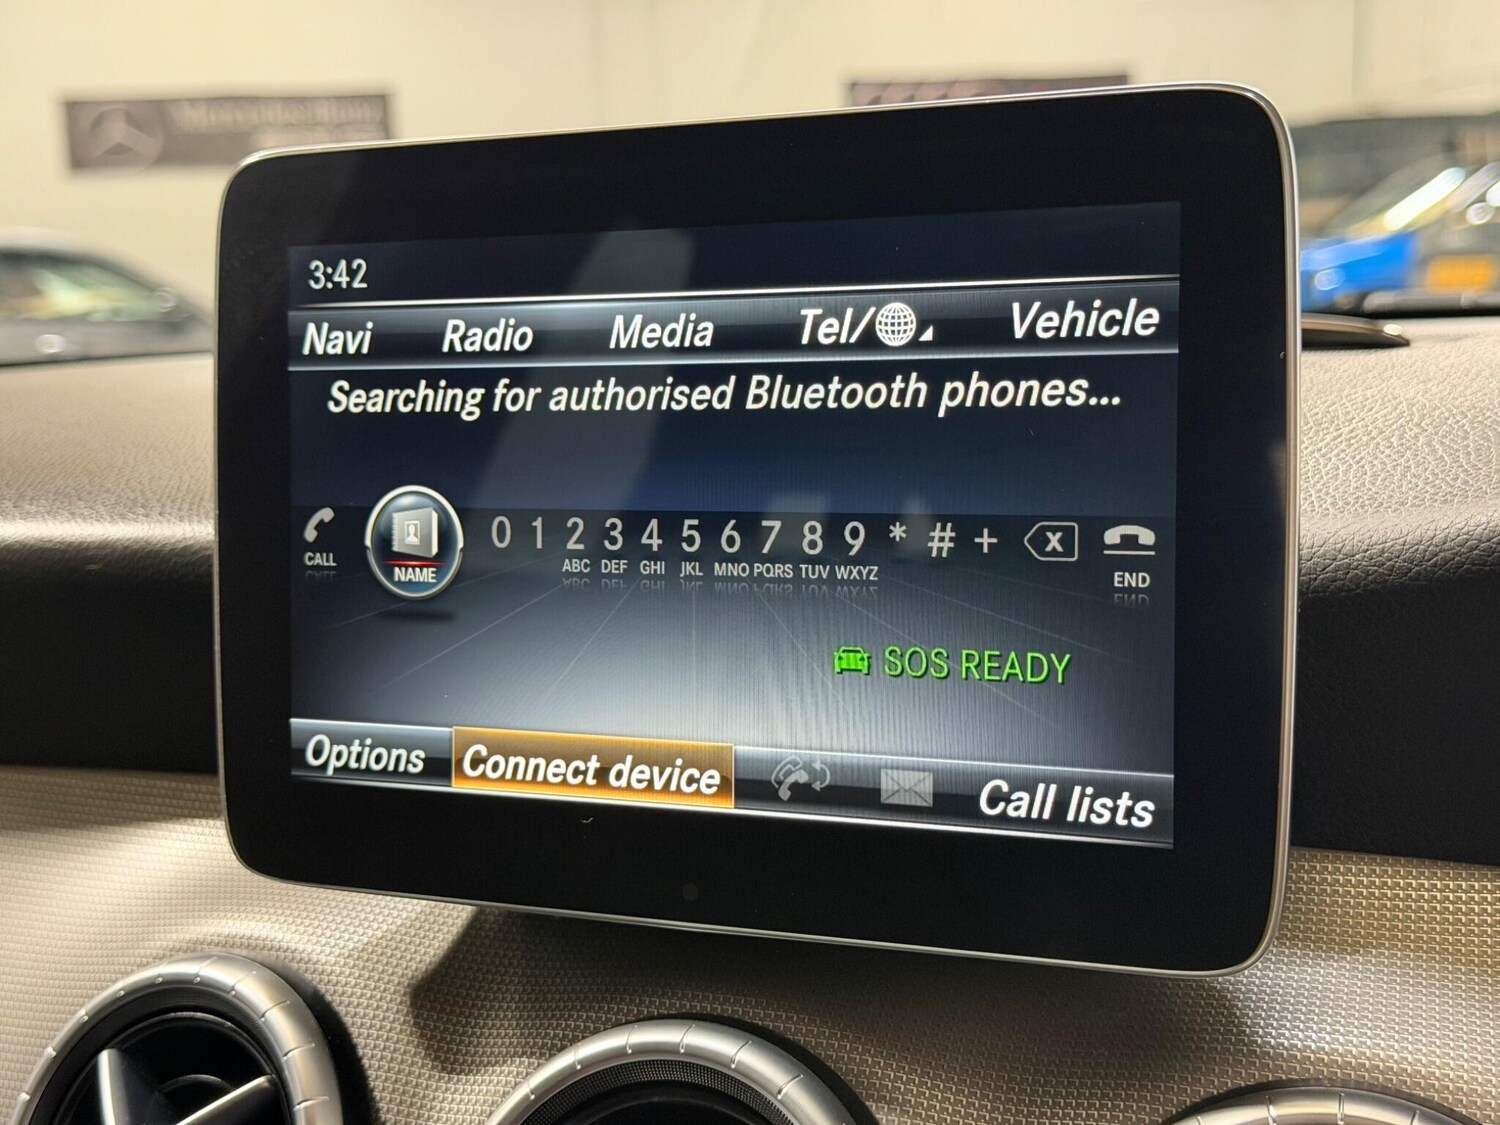 3:42
Navi Radio Media Tel/ Vehicle
Searching for authorised Bluetooth phones...
CALL NAME 0 1 2 3 4 5 6 7 8 9 * # + X END
ABC DEF GHI JKL MNO PQRS TUV WXYZ
SOS READY
Options Connect device Call lists